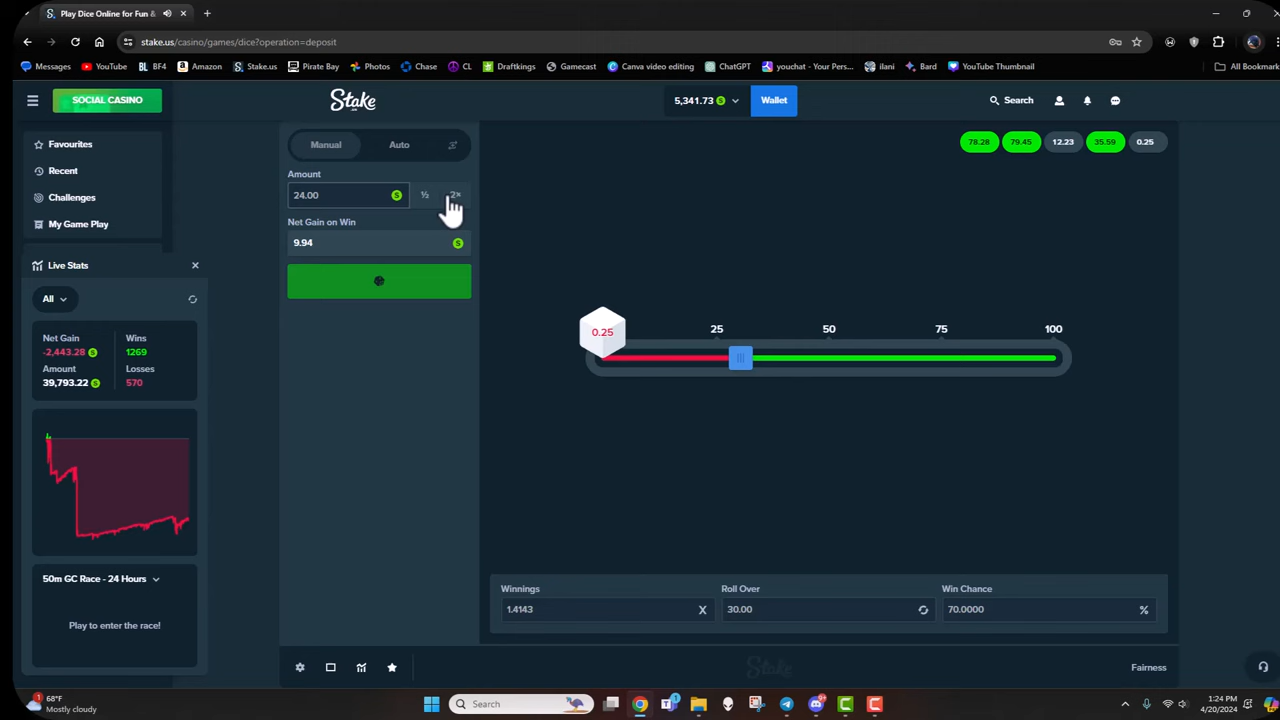 Play Dice Online for Fun &
stake.us/casino/games/dice?operation=deposit
Messages YouTube BF4 Amazon Stake.us Pirate Bay Photos Chase CL Draftkings Gamecast Canva video editing ChatGPT youchat - Your Pers... ilani Bard YouTube Thumbnail All Bookmark
SOCIAL CASINO Stake 5,341.73 Wallet Search
Favourites
Recent
Challenges
My Game Play
Live Stats
All
Net Gain Wins
-2,443.28 1269
Amount Losses
39,793.22 570
50m GC Race - 24 Hours
Play to enter the race!
Manual Auto
Amount
24.00 ½ 2×
Net Gain on Win
9.94
78.28 79.45 12.23 35.59 0.25
0.25 25 50 75 100
Winnings Roll Over Win Chance
1.4143 X 30.00 70.0000 %
Stake Fairness
1 68°F
Mostly cloudy
Search
1:24 PM
4/20/2024